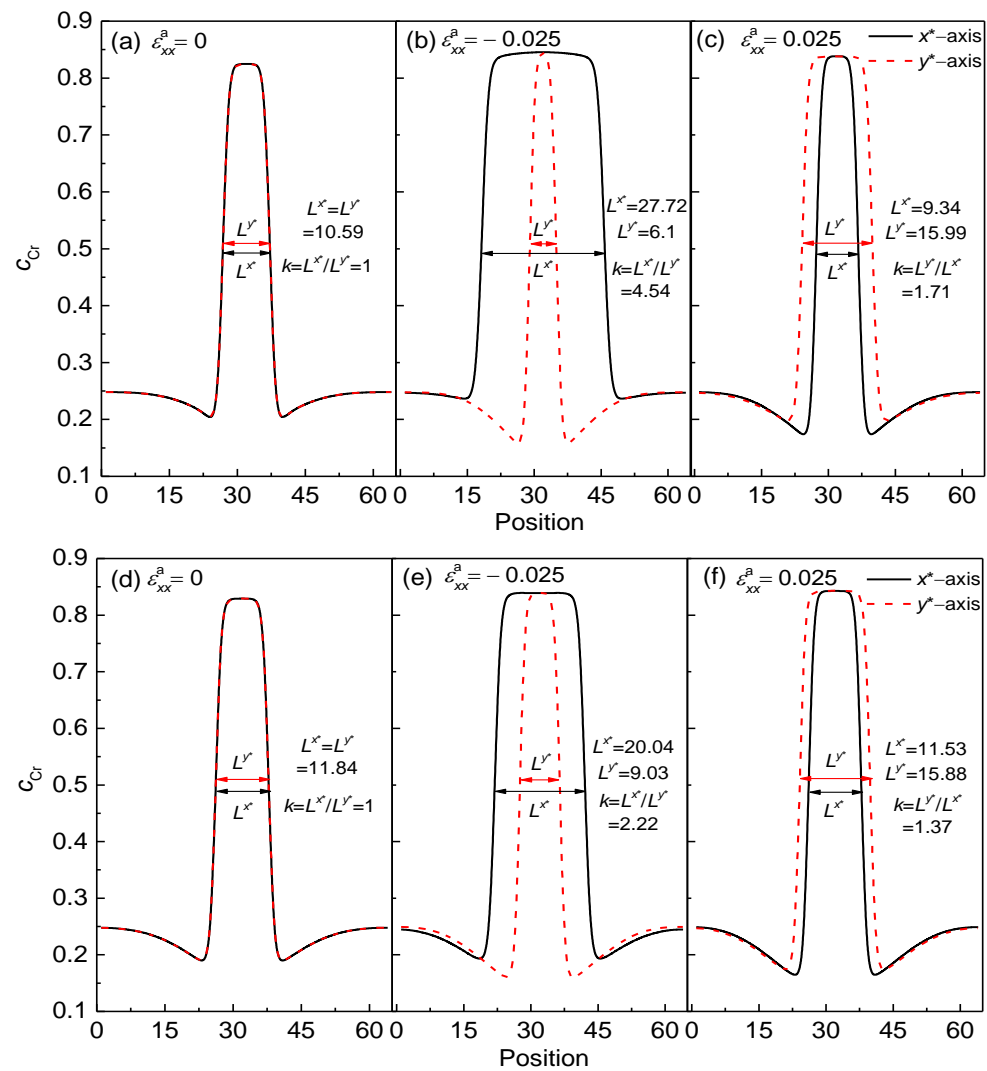 (a) εᵃₓₓ= 0
(b) εᵃₓₓ= − 0.025
(c) εᵃₓₓ= 0.025
x*−axis
y*−axis
0.9
0.8
0.7
0.6
0.5
0.4
0.3
0.2
0.1
c_Cr
L^x*=L^y*
=10.59
k=L^x*/L^y*=1
L^y*
L^x*
L^x*=27.72
L^y*=6.1
k=L^x*/L^y*
=4.54
L^y*
L^x*
L^x*=9.34
L^y*=15.99
k=L^y*/L^x*
=1.71
L^y*
L^x*
0 15 30 45 60 0 15 30 45 60 0 15 30 45 60
Position
(d) εᵃₓₓ= 0
(e) εᵃₓₓ= − 0.025
(f) εᵃₓₓ= 0.025
x*−axis
y*−axis
0.9
0.8
0.7
0.6
0.5
0.4
0.3
0.2
0.1
c_Cr
L^x*=L^y*
=11.84
k=L^x*/L^y*=1
L^y*
L^x*
L^x*=20.04
L^y*=9.03
k=L^x*/L^y*
=2.22
L^y*
L^x*
L^x*=11.53
L^y*=15.88
k=L^y*/L^x*
=1.37
L^y*
L^x*
0 15 30 45 60 0 15 30 45 60 0 15 30 45 60
Position